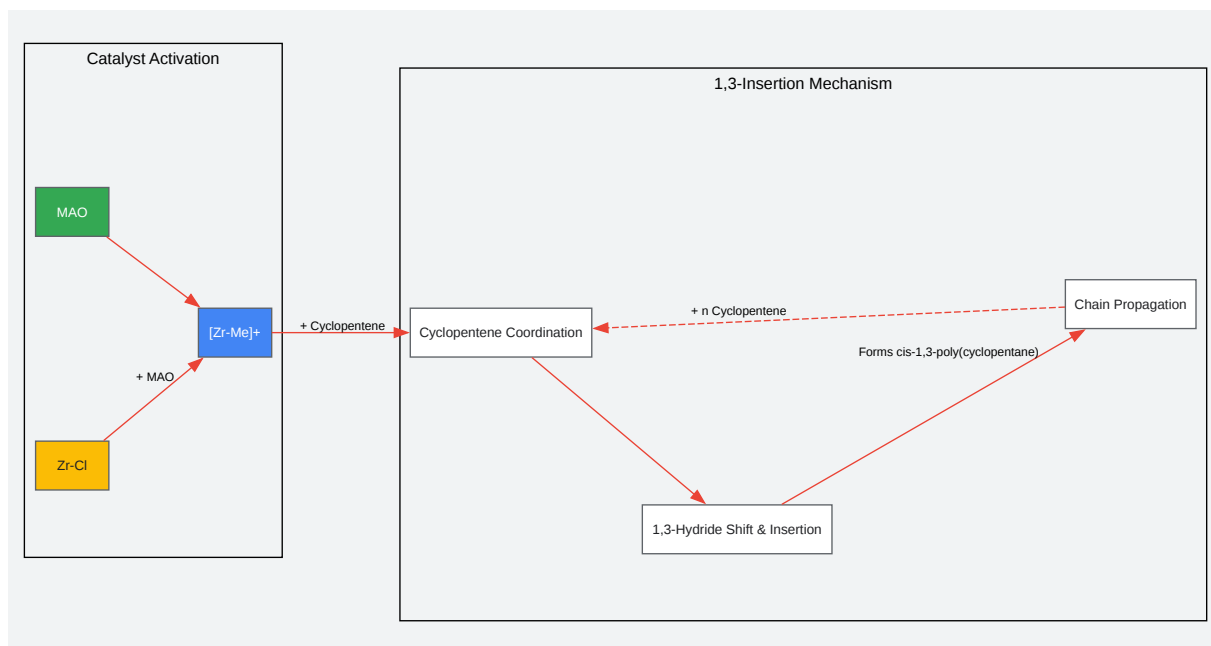 Catalyst Activation
MAO
[Zr-Me]+
+ MAO
Zr-Cl
+ Cyclopentene
1,3-Insertion Mechanism
Cyclopentene Coordination
+ n Cyclopentene
Chain Propagation
Forms cis-1,3-poly(cyclopentane)
1,3-Hydride Shift & Insertion